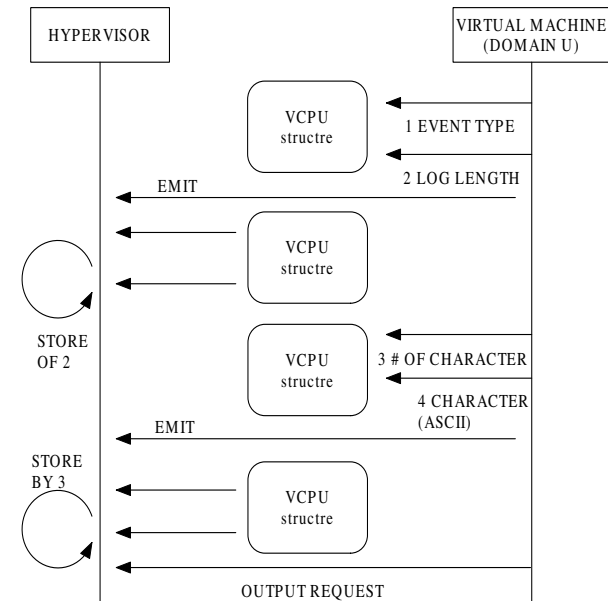 HYPERVISOR
VIRTUAL MACHINE
(DOMAIN U)
VCPU
structre
1 EVENT TYPE
2 LOG LENGTH
EMIT
VCPU
structre
STORE
OF 2
VCPU
structre
3 # OF CHARACTER
4 CHARACTER
(ASCII)
EMIT
STORE
BY 3
VCPU
structre
OUTPUT REQUEST